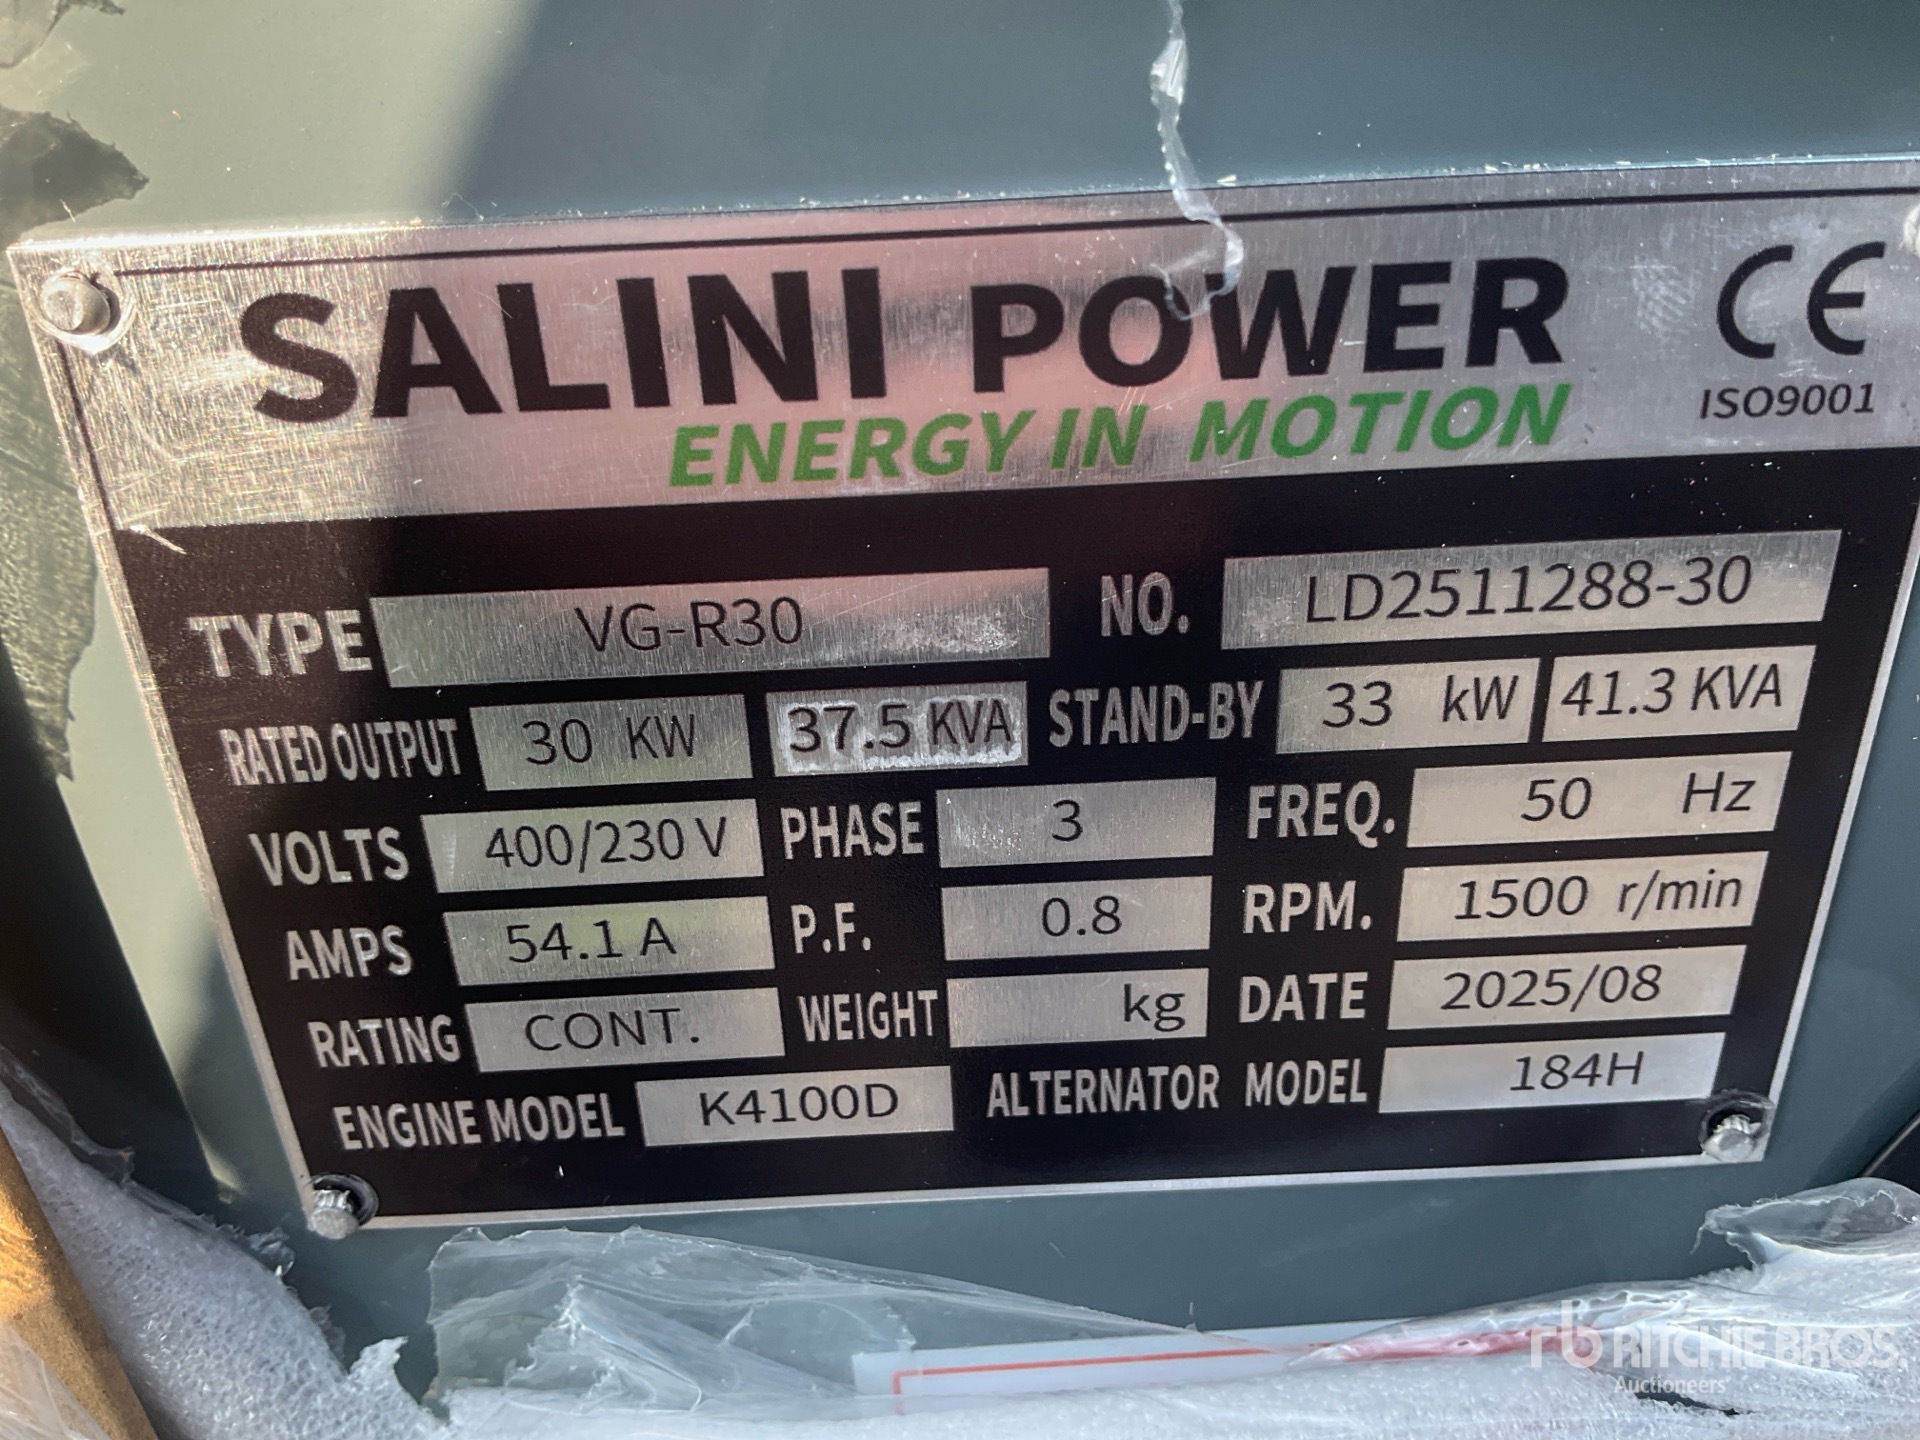 SALINI POWER
CE
ENERGY IN MOTION
ISO9001
TYPE VG-R30 NO. LD2511288-30
RATED OUTPUT 30 KW 37.5 KVA STAND-BY 33 kW 41.3 KVA
VOLTS 400/230 V PHASE 3 FREQ. 50 Hz
AMPS 54.1 A P.F. 0.8 RPM. 1500 r/min
RATING CONT. WEIGHT kg DATE 2025/08
ENGINE MODEL K4100D ALTERNATOR MODEL 184H
rb RITCHIE BROS.
Auctioneers